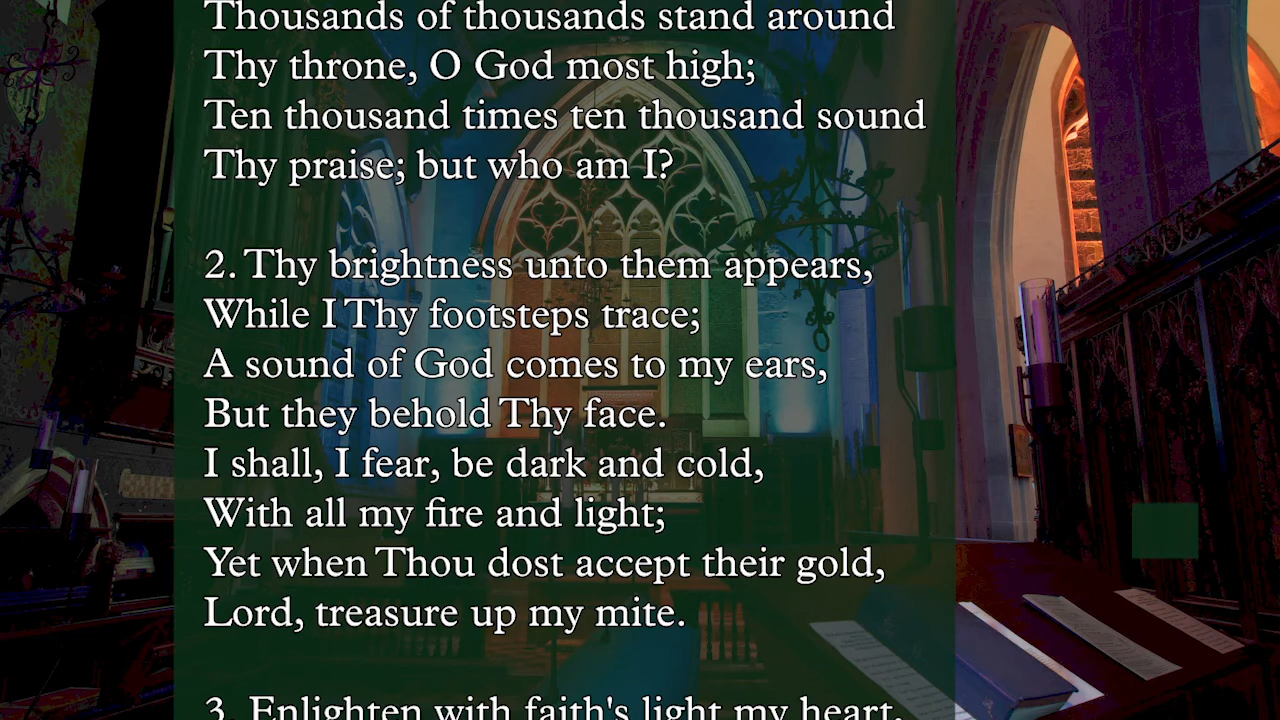 Thousands of thousands stand around
Thy throne, O God most high;
Ten thousand times ten thousand sound
Thy praise; but who am I?
2. Thy brightness unto them appears,
While I Thy footsteps trace;
A sound of God comes to my ears,
But they behold Thy face.
I shall, I fear, be dark and cold,
With all my fire and light;
Yet when Thou dost accept their gold,
Lord, treasure up my mite.
3. Enlighten with faith's light my heart,